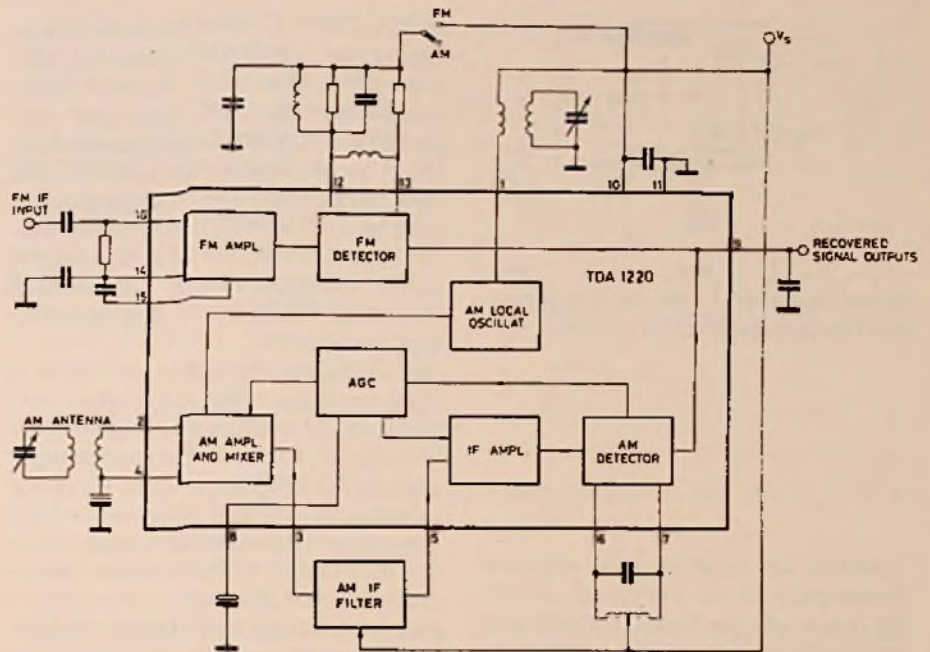 FM
AM
Vs
12
13
1
10
11
FM IF
INPUT
16
FM AMPL.
FM
DETECTOR
9
RECOVERED
SIGNAL OUTPUTS
TDA 1220
14
15
AM LOCAL
OSCILLAT.
AGC
AM ANTENNA
2
AM AMPL.
AND MIXER
IF AMPL.
AM
DETECTOR
4
8
3
5
6
7
AM IF
FILTER